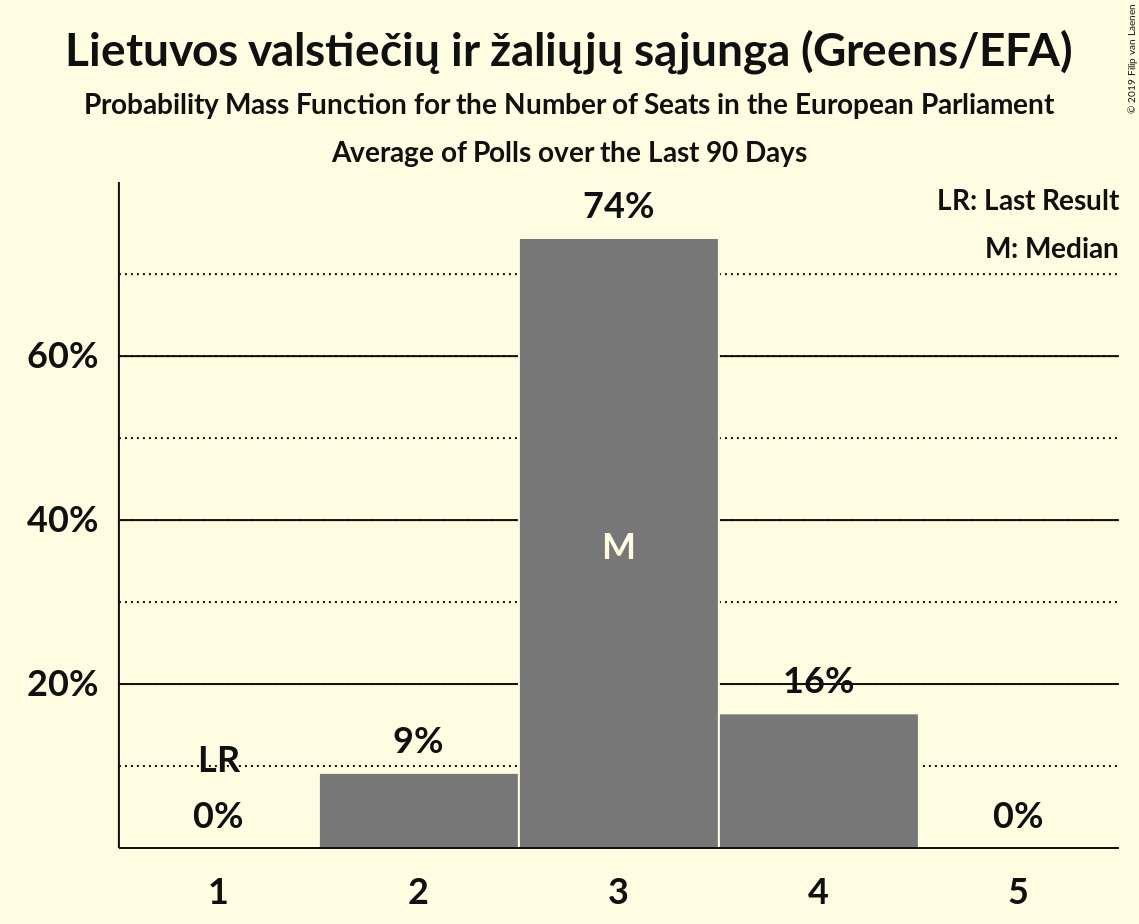 Lietuvos valstiečių ir žaliųjų sąjunga (Greens/EFA)
Probability Mass Function for the Number of Seats in the European Parliament
Average of Polls over the Last 90 Days
© 2019 Filip van Laenen
LR: Last Result
M: Median
74%
60%
40%
M
20%
16%
9%
LR
0%
0%
1 2 3 4 5